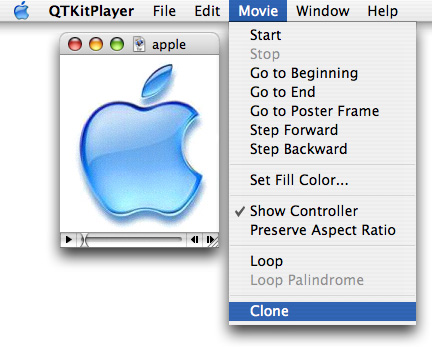 QTKitPlayer File Edit Movie Window Help
apple
Start
Stop
Go to Beginning
Go to End
Go to Poster Frame
Step Forward
Step Backward
Set Fill Color...
Show Controller
Preserve Aspect Ratio
Loop
Loop Palindrome
Clone